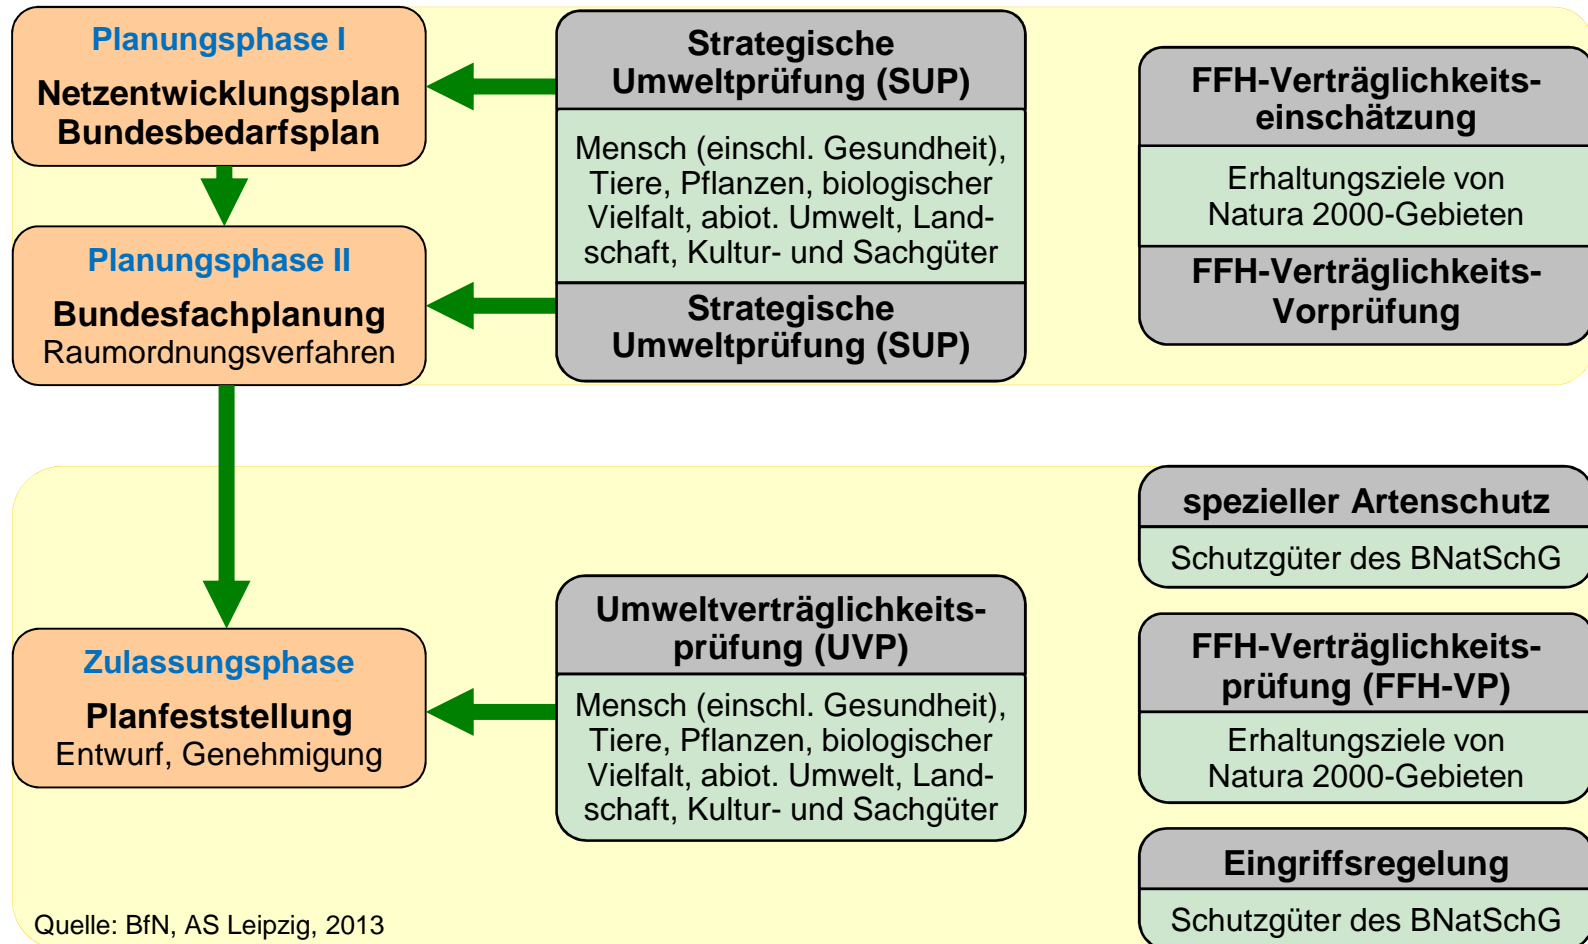 Planungsphase I
Netzentwicklungsplan
Bundesbedarfsplan
Planungsphase II
Bundesfachplanung
Raumordnungsverfahren
Strategische
Umweltprüfung (SUP)
Mensch (einschl. Gesundheit),
Tiere, Pflanzen, biologischer
Vielfalt, abiot. Umwelt, Land-
schaft, Kultur- und Sachgüter
Strategische
Umweltprüfung (SUP)
FFH-Verträglichkeits-
einschätzung
Erhaltungsziele von
Natura 2000-Gebieten
FFH-Verträglichkeits-
Vorprüfung
Zulassungsphase
Planfeststellung
Entwurf, Genehmigung
Umweltverträglichkeits-
prüfung (UVP)
Mensch (einschl. Gesundheit),
Tiere, Pflanzen, biologischer
Vielfalt, abiot. Umwelt, Land-
schaft, Kultur- und Sachgüter
spezieller Artenschutz
Schutzgüter des BNatSchG
FFH-Verträglichkeits-
prüfung (FFH-VP)
Erhaltungsziele von
Natura 2000-Gebieten
Eingriffsregelung
Schutzgüter des BNatSchG
Quelle: BfN, AS Leipzig, 2013